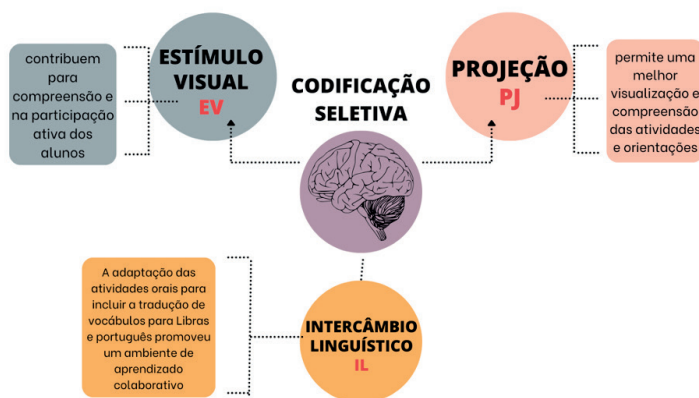 ESTÍMULO
VISUAL
EV
contribuem
para
compreensão e
na participação
ativa dos
alunos
CODIFICAÇÃO
SELETIVA
PROJEÇÃO
PJ
permite uma
melhor
visualização e
compreensão
das atividades
e orientações
A adaptação das
atividades orais para
incluir a tradução de
vocábulos para Libras
e português promoveu
um ambiente de
aprendizado
colaborativo
INTERCÂMBIO
LINGUÍSTICO
IL